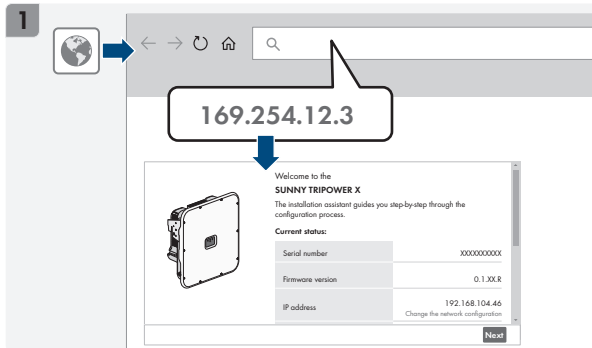 1
169.254.12.3
Welcome to the
SUNNY TRIPOWER X
The installation assistant guides you step-by-step through the
configuration process.
Current status:
Serial number XXXXXXXXXX
Firmware version 0.1.XX.R
IP address 192.168.104.46
Change the network configuration
Next